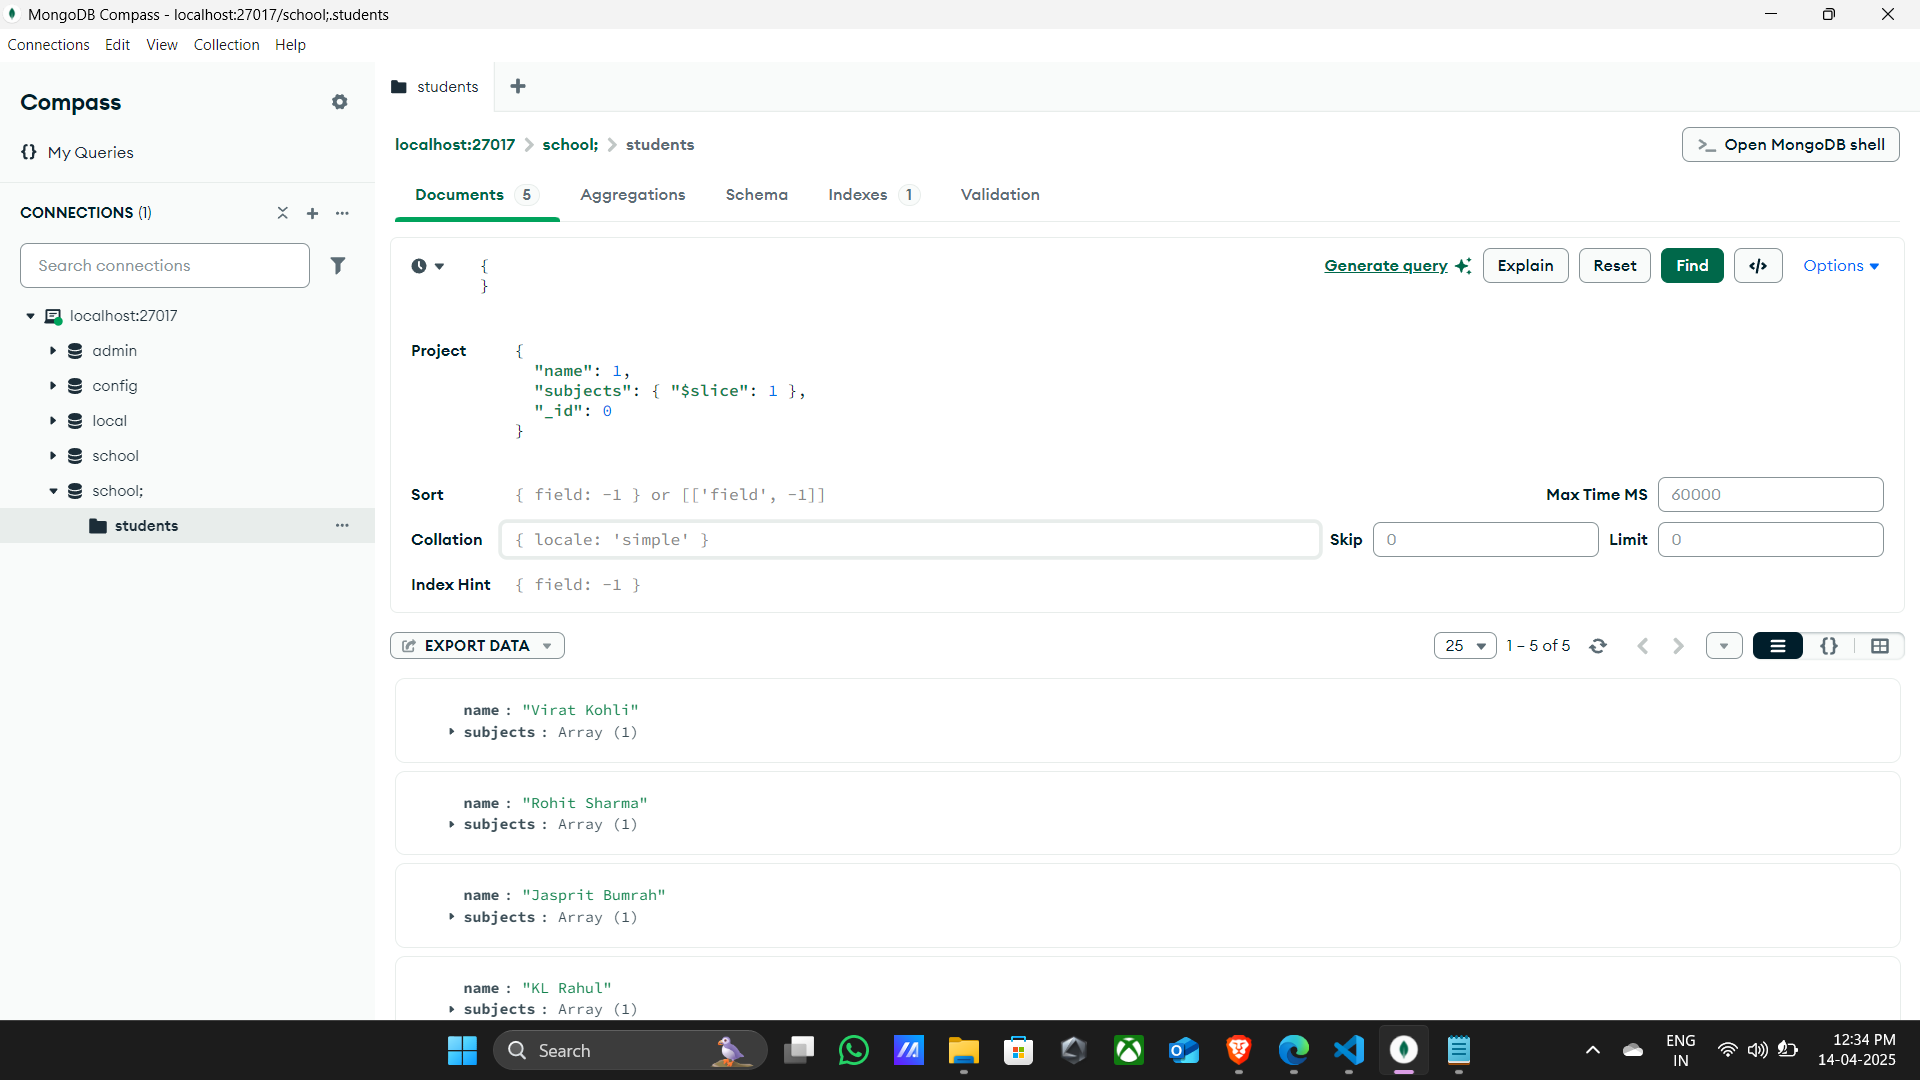 MongoDB Compass - localhost:27017/school;.students
Connections Edit View Collection Help
Compass
{} My Queries
CONNECTIONS (1)
Search connections
localhost:27017
admin
config
local
school
school;
students
students
localhost:27017 > school; > students
>_ Open MongoDB shell
Documents 5 Aggregations Schema Indexes 1 Validation
{
}
Generate query Explain Reset Find </> Options
Project
{
"name": 1,
"subjects": { "$slice": 1 },
"_id": 0
}
Sort { field: -1 } or [['field', -1]] Max Time MS 60000
Collation { locale: 'simple' } Skip 0 Limit 0
Index Hint { field: -1 }
EXPORT DATA 25 1 – 5 of 5 {}
name : "Virat Kohli"
subjects : Array (1)
name : "Rohit Sharma"
subjects : Array (1)
name : "Jasprit Bumrah"
subjects : Array (1)
name : "KL Rahul"
subjects : Array (1)
Search
ENG
IN
12:34 PM
14-04-2025